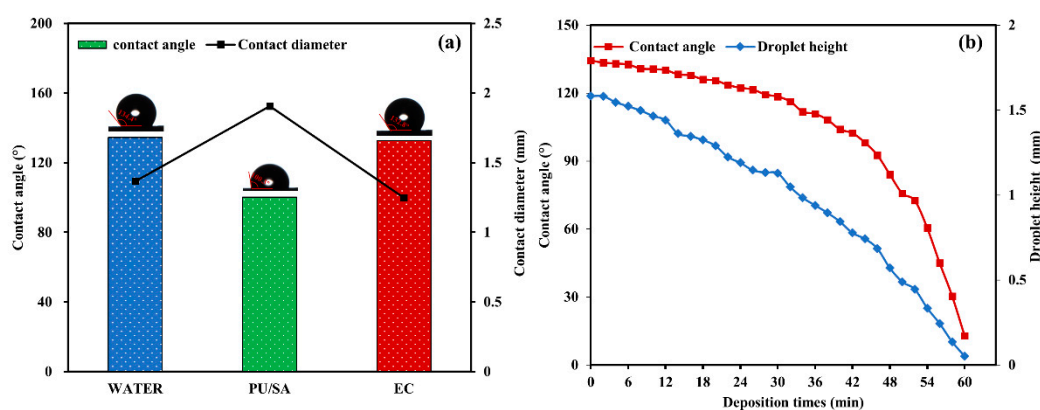 (a)
contact angle
Contact diameter
Contact angle (°)
200
160
120
80
40
0
WATER
PU/SA
EC
2.5
2
1.5
1
0.5
0
Contact diameter (mm)
(b)
Contact angle
Droplet height
Contact angle (°)
150
120
90
60
30
0
0 6 12 18 24 30 36 42 48 54 60
Deposition times (min)
2
1.5
1
0.5
0
Droplet height (mm)